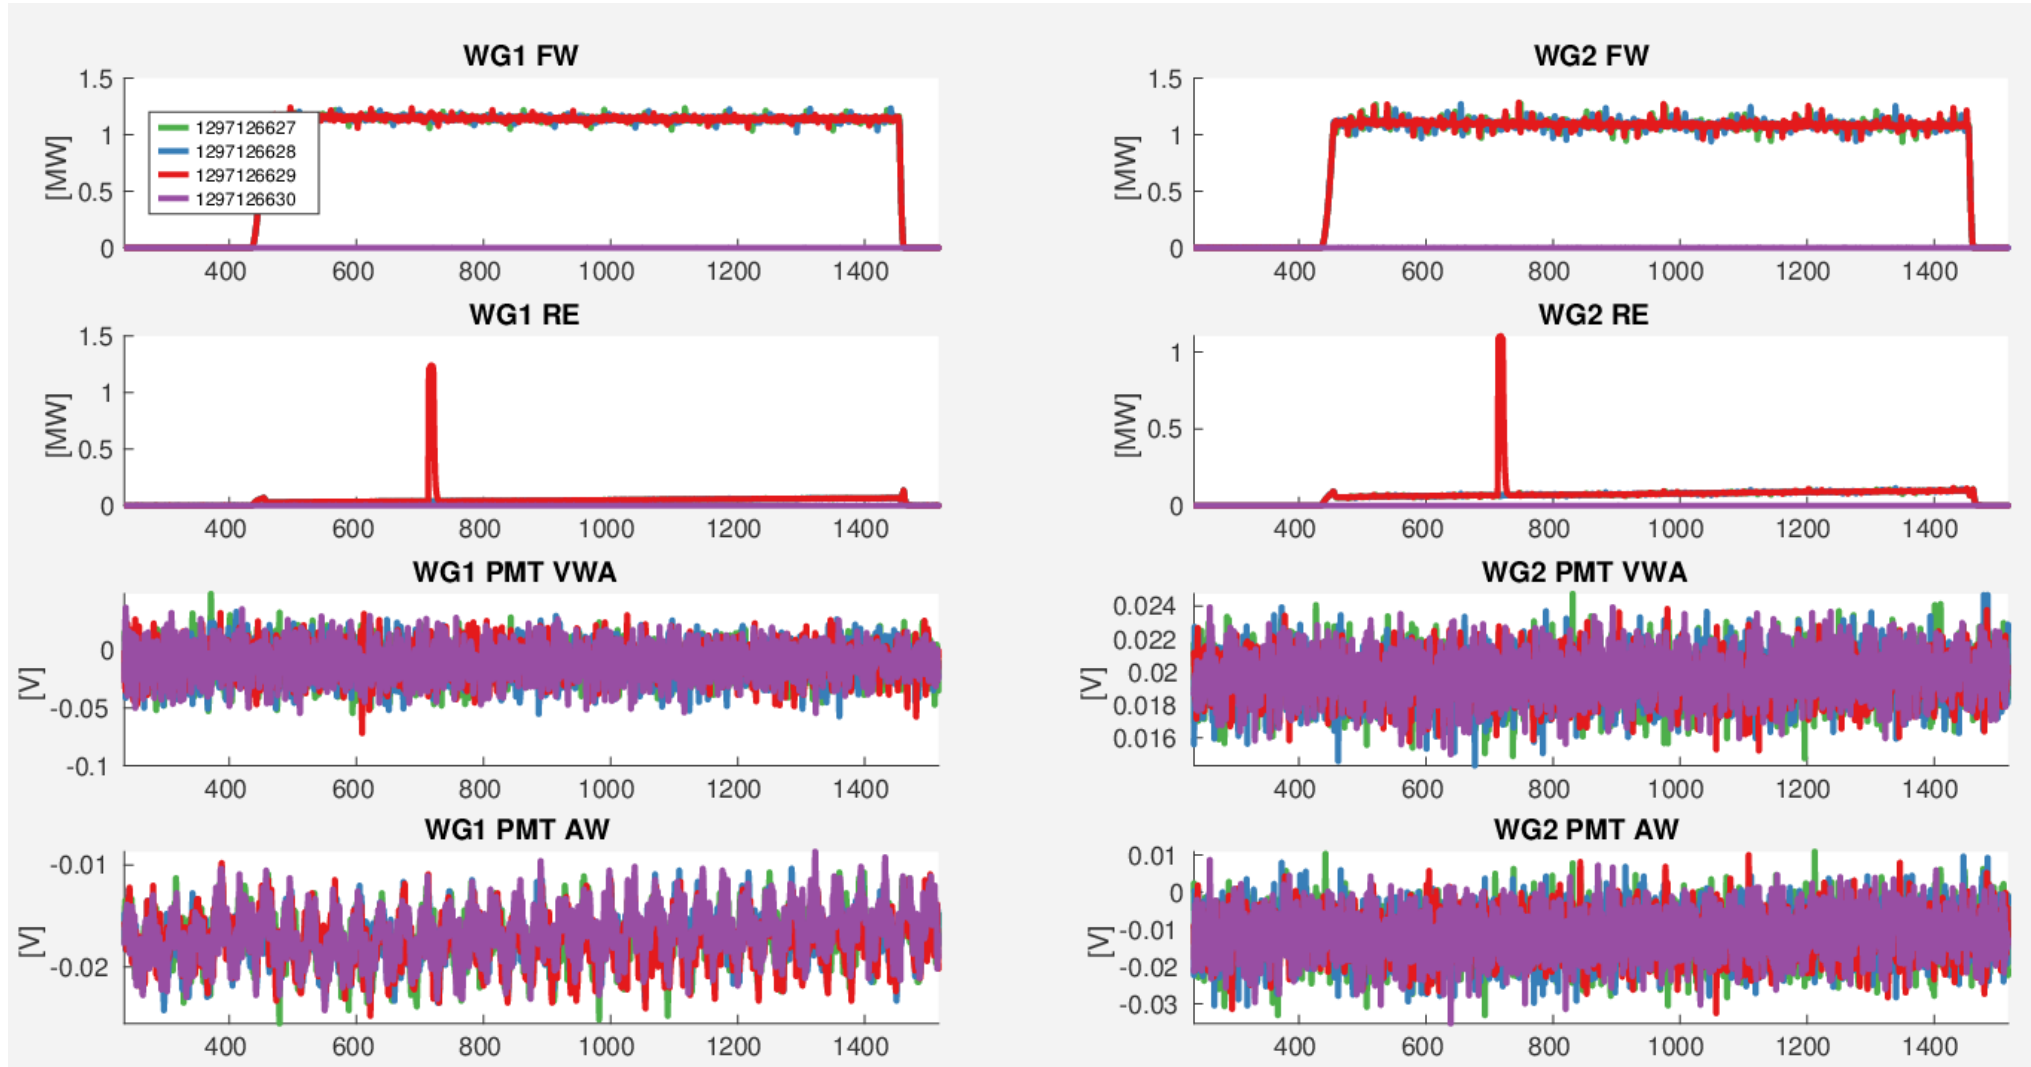 WG1 FW
1.5
1
0.5
0
[MW]
1297126627
1297126628
1297126629
1297126630
400 600 800 1000 1200 1400
WG2 FW
1.5
1
0.5
0
[MW]
400 600 800 1000 1200 1400
WG1 RE
1.5
1
0.5
0
[MW]
400 600 800 1000 1200 1400
WG2 RE
1
0.5
0
[MW]
400 600 800 1000 1200 1400
WG1 PMT VWA
0
-0.05
-0.1
[V]
400 600 800 1000 1200 1400
WG2 PMT VWA
0.024
0.022
0.02
0.018
0.016
[V]
400 600 800 1000 1200 1400
WG1 PMT AW
-0.01
-0.02
[V]
400 600 800 1000 1200 1400
WG2 PMT AW
0.01
0
-0.01
-0.02
-0.03
[V]
400 600 800 1000 1200 1400